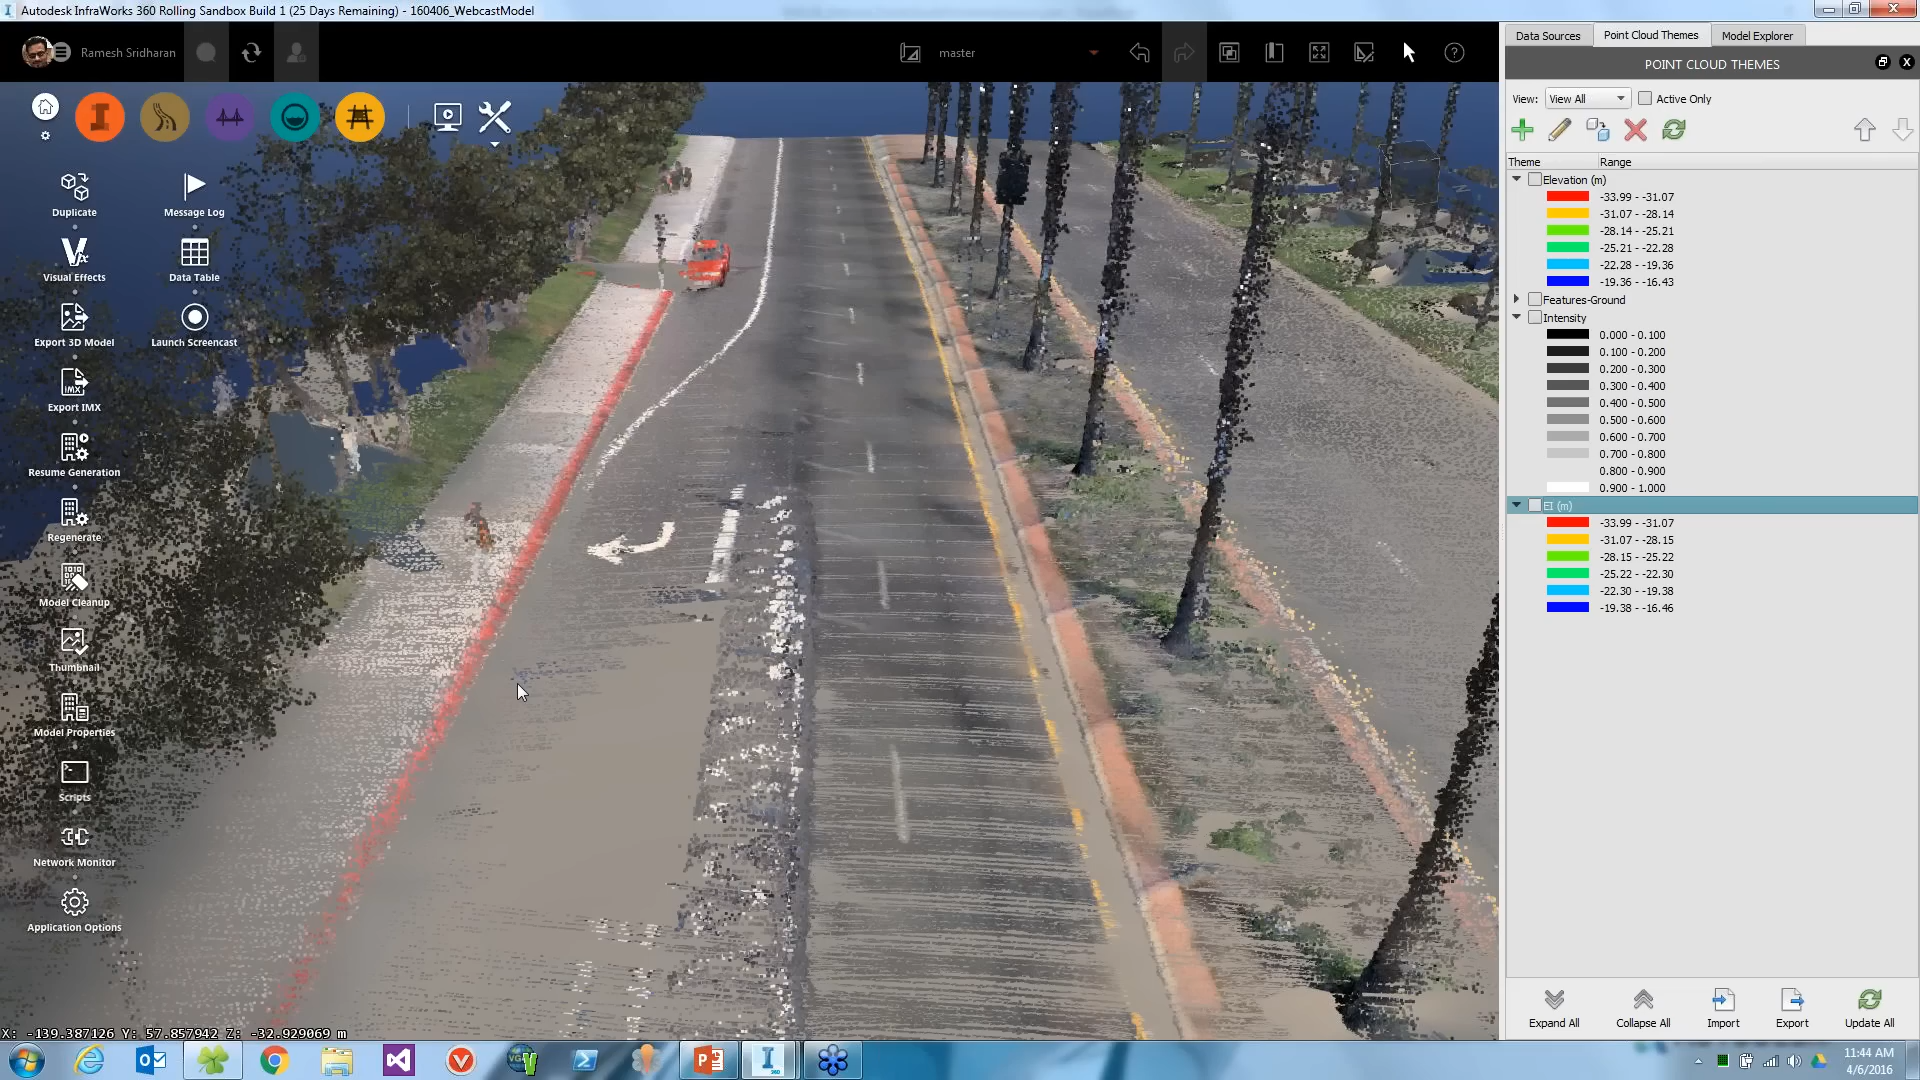 Autodesk InfraWorks 360 Rolling Sandbox Build 1 (25 Days Remaining) - 160406_WebcastModel
Ramesh Sridharan
master
Duplicate
Message Log
Visual Effects
Data Table
Export 3D Model
Launch Screencast
IMX
Export IMX
Resume Generation
Regenerate
Model Cleanup
Thumbnail
Model Properties
Scripts
Network Monitor
Application Options
X: -139.387126 Y: 57.857942 Z: -32.929069 m
Data Sources
Point Cloud Themes
Model Explorer
POINT CLOUD THEMES
View:
View All
Active Only
Theme
Range
Elevation (m)
-33.99 - -31.07
-31.07 - -28.14
-28.14 - -25.21
-25.21 - -22.28
-22.28 - -19.36
-19.36 - -16.43
Features-Ground
Intensity
0.000 - 0.100
0.100 - 0.200
0.200 - 0.300
0.300 - 0.400
0.400 - 0.500
0.500 - 0.600
0.600 - 0.700
0.700 - 0.800
0.800 - 0.900
0.900 - 1.000
El (m)
-33.99 - -31.07
-31.07 - -28.15
-28.15 - -25.22
-25.22 - -22.30
-22.30 - -19.38
-19.38 - -16.46
Expand All
Collapse All
Import
Export
Update All
11:44 AM
4/6/2016